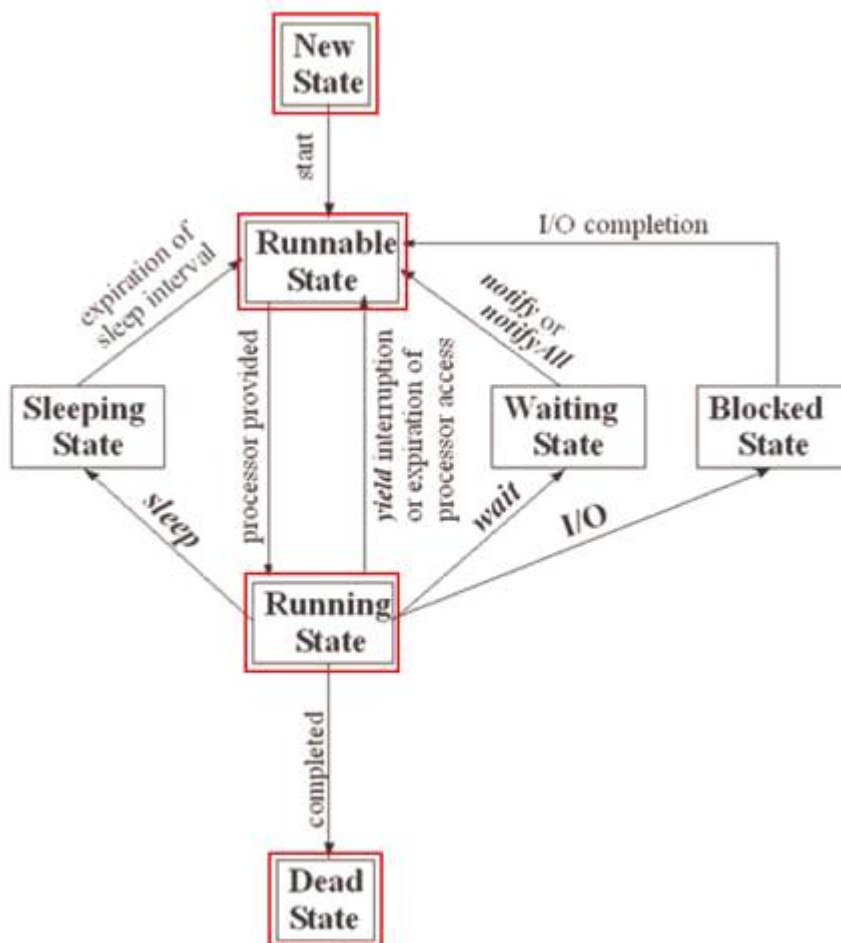 New
State
start
Runnable
State
I/O completion
expiration of
sleep interval
notify or
notifyAll
processor provided
yield interruption
or expiration of
processor access
Sleeping
State
Waiting
State
Blocked
State
sleep
wait
I/O
Running
State
completed
Dead
State